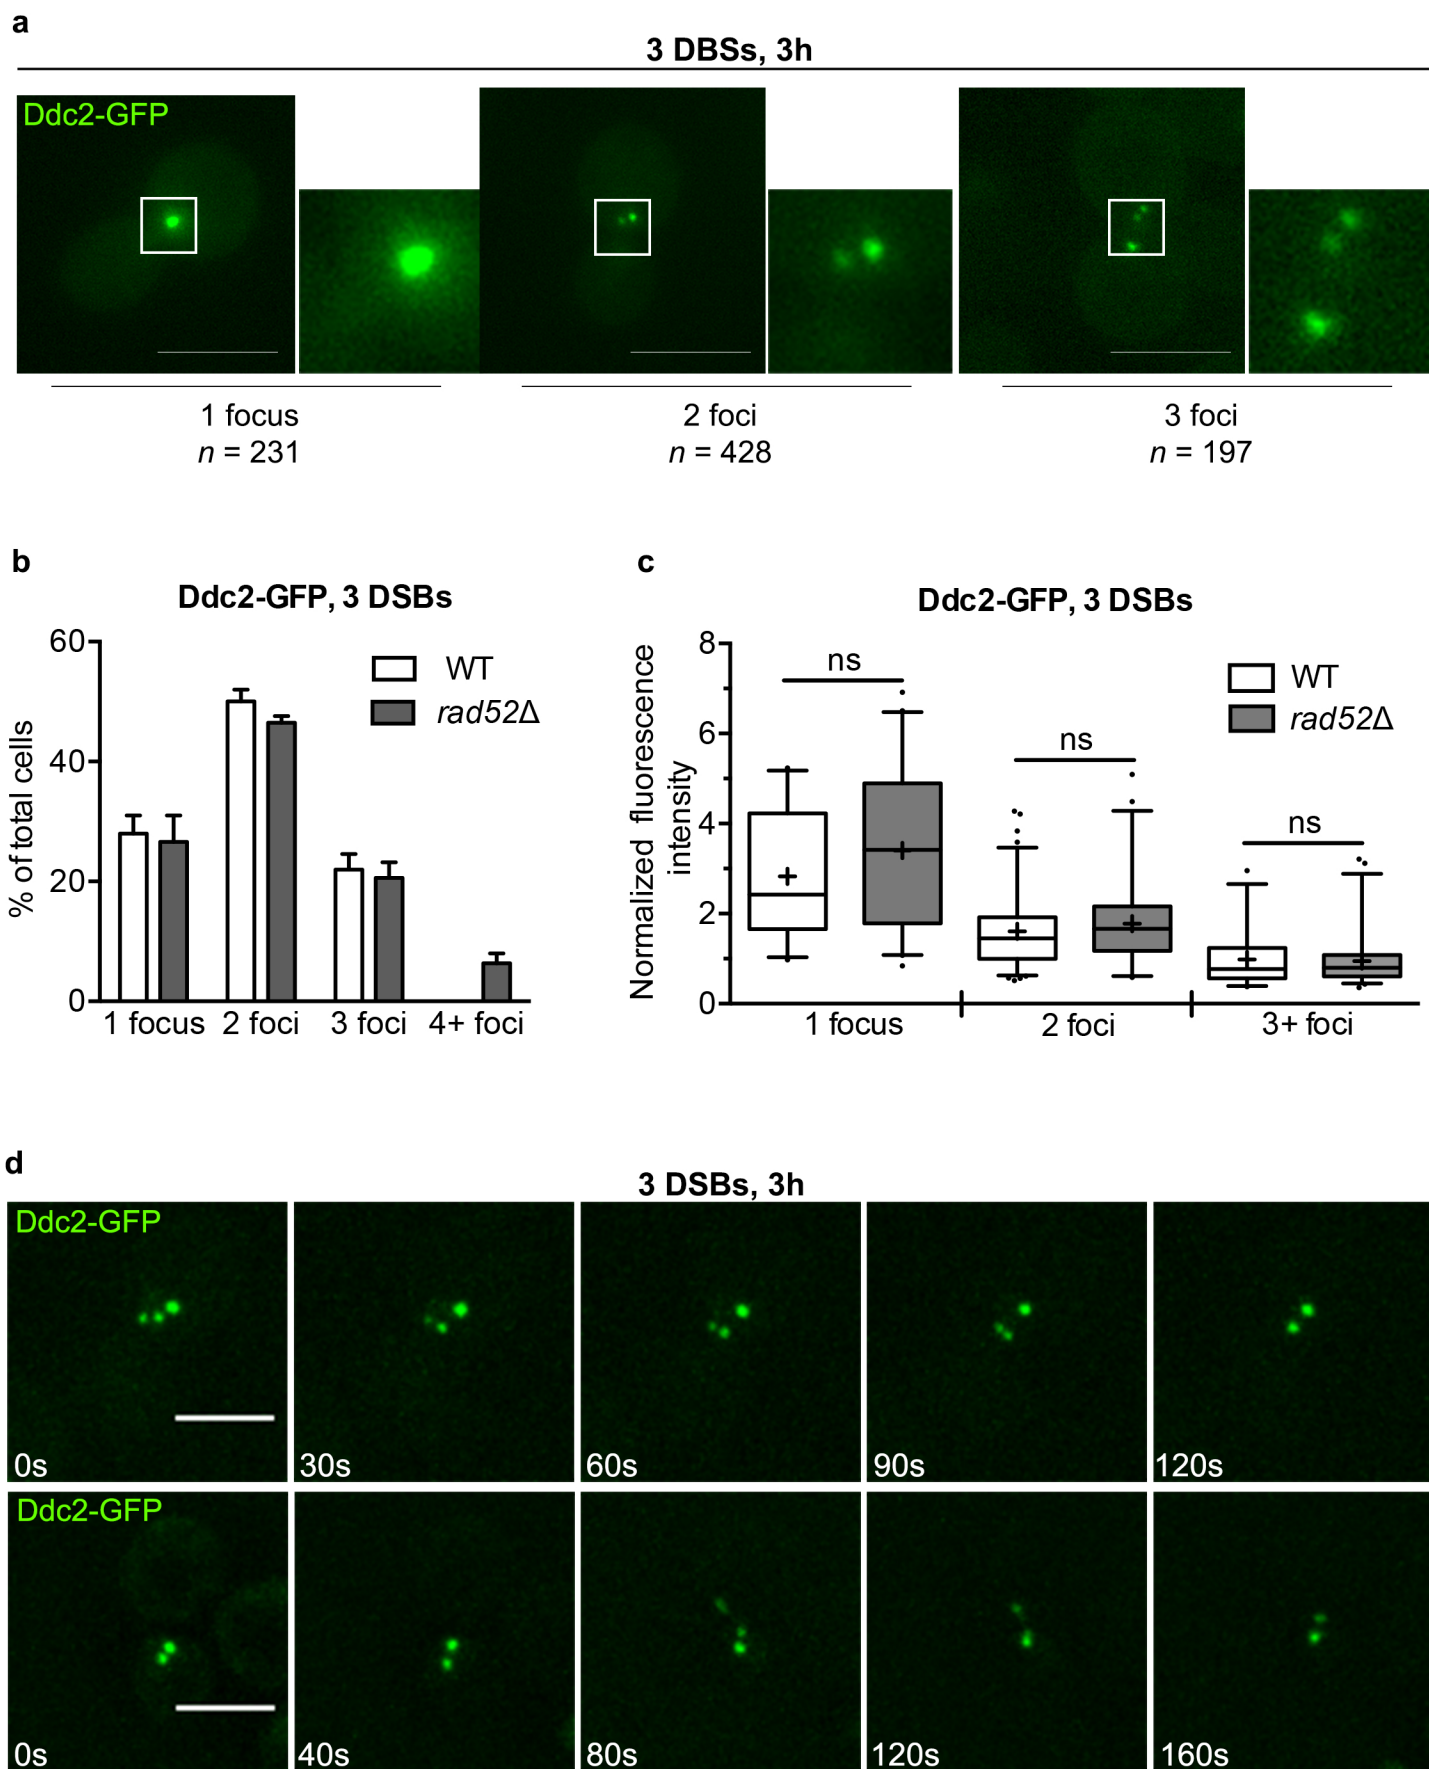 a
3 DBSs, 3h
Ddc2-GFP
1 focus
n = 231
2 foci
n = 428
3 foci
n = 197
b
Ddc2-GFP, 3 DSBs
% of total cells
60
40
20
0
WT
rad52Δ
1 focus
2 foci
3 foci
4+ foci
c
Ddc2-GFP, 3 DSBs
Normalized fluorescence
intensity
8
6
4
2
0
ns
ns
ns
WT
rad52Δ
1 focus
2 foci
3+ foci
d
3 DSBs, 3h
Ddc2-GFP
0s
30s
60s
90s
120s
Ddc2-GFP
0s
40s
80s
120s
160s